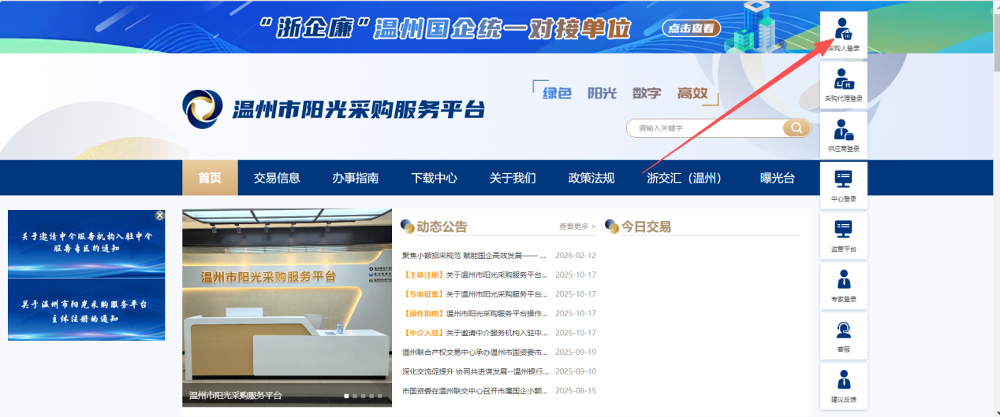 “浙企廉”温州国企统一对接单位
点击查看
采购人登录
温州市阳光采购服务平台
绿色 阳光 数字 高效
请输入关键字
采购代理登录
供应商登录
首页 交易信息 办事指南 下载中心 关于我们 政策法规 浙交汇（温州） 曝光台
中心登录
监管平台
专家登录
客服
建议反馈
关于邀请中介服务机构入驻中介
服务专区的通知
关于温州市阳光采购服务平台
主体注册的通知
温州市阳光采购服务平台
温州市阳光采购服务平台
动态公告 查看更多 >
聚焦小额招采规范 赋能国企高效发展—— ... 2026-02-12
【主体注册】关于温州市阳光采购服务平台... 2025-10-17
【专家征集】关于温州市阳光采购服务平台... 2025-10-17
【操作指南】温州市阳光采购服务平台操作... 2025-10-17
【中介入驻】关于邀请中介服务机构入驻中... 2025-10-17
温州联合产权交易中心承办温州市国资委市... 2025-09-19
深化交流促提升 协同共进谋发展--温州银行... 2025-09-10
市国资委在温州联交中心召开市属国企小额... 2025-08-15
今日交易